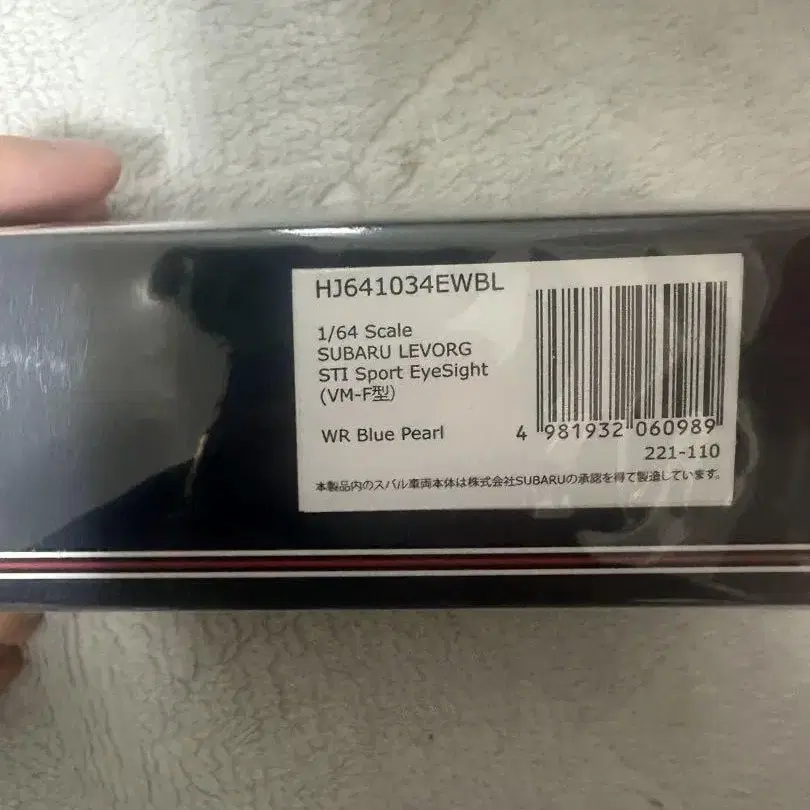 HJ641034EWBL
1/64 Scale
SUBARU LEVORG
STI Sport EyeSight
(VM-F型)
WR Blue Pearl
4 981932 060989
221-110
本製品内のスバル車両本体は株式会社SUBARUの承認を得て製造しています。